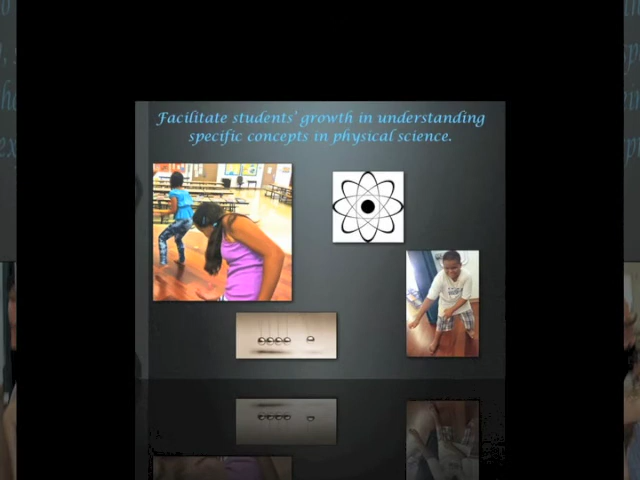 Facilitate students' growth in understanding
specific concepts in physical science.